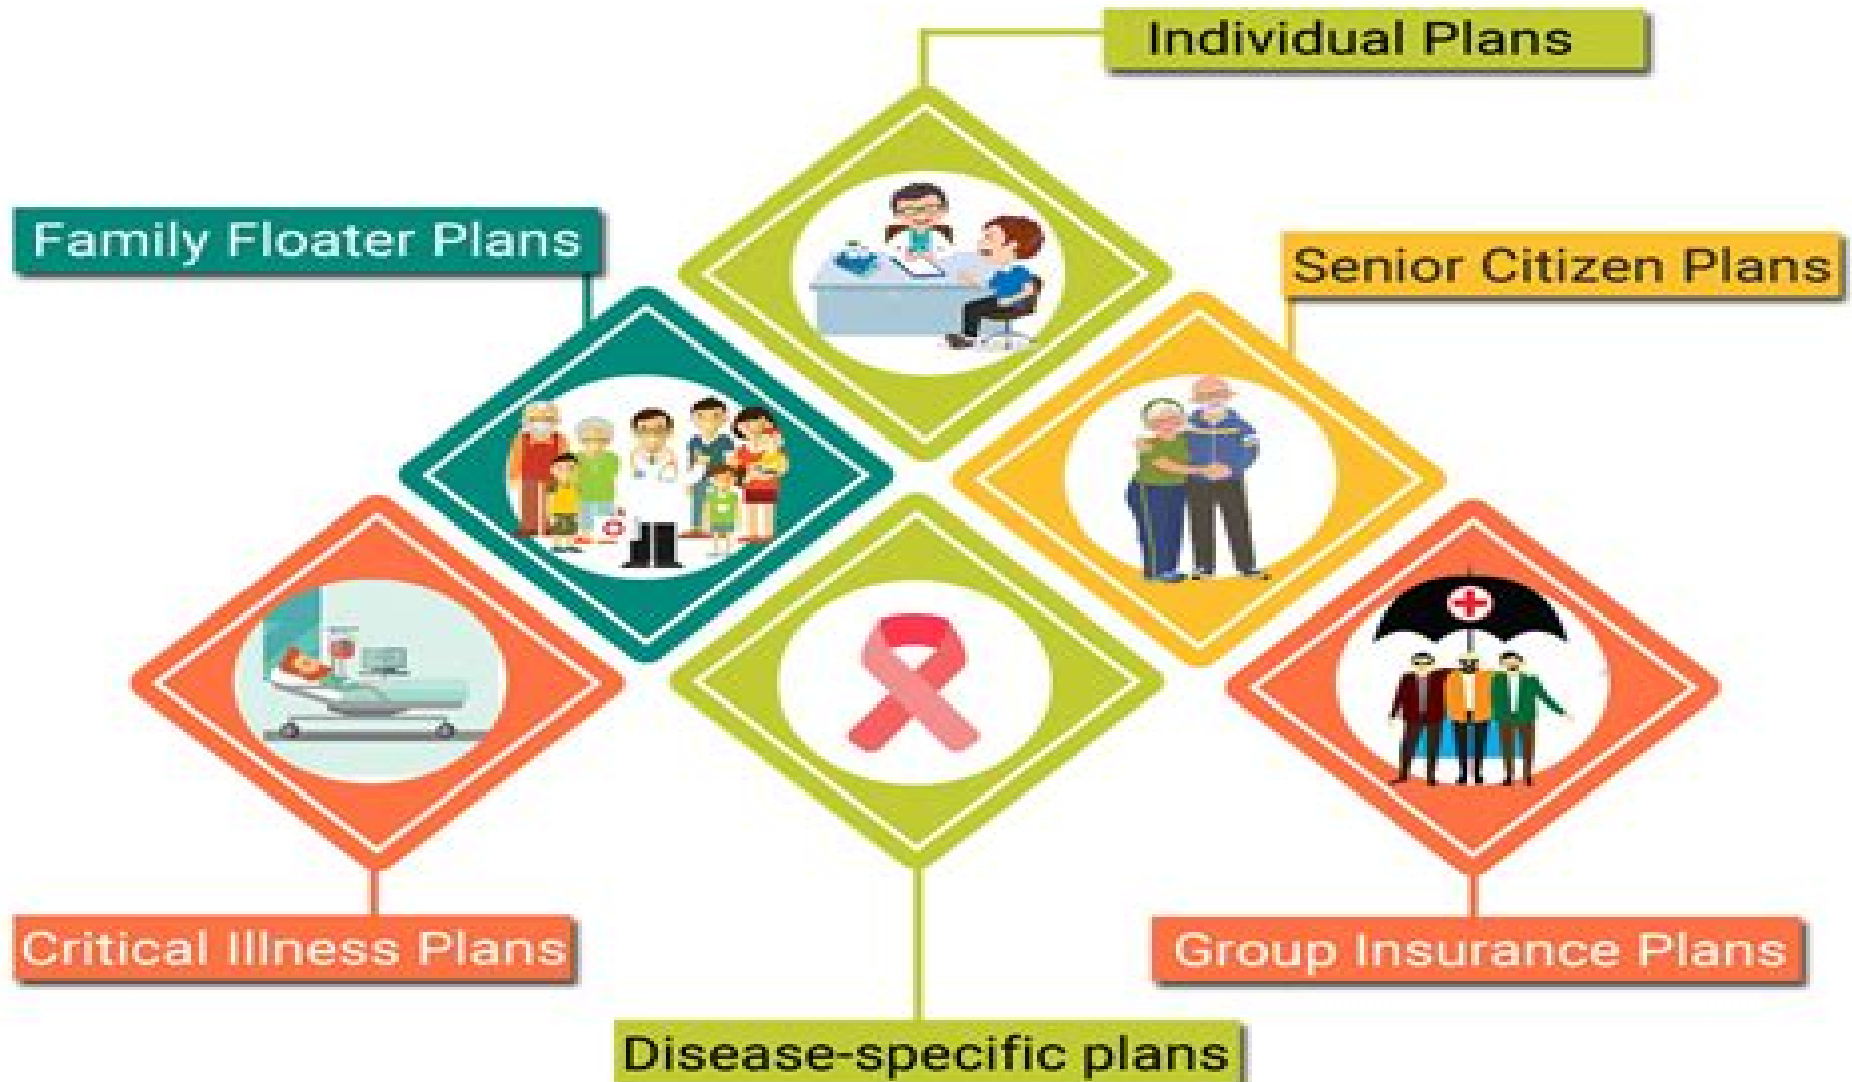 Individual Plans
Family Floater Plans
Senior Citizen Plans
Critical Illness Plans
Group Insurance Plans
Disease-specific plans